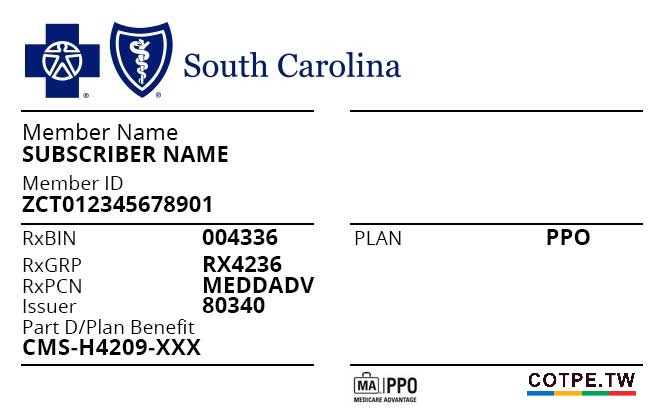 South Carolina
Member Name
SUBSCRIBER NAME
Member ID
ZCT012345678901
RxBIN 004336
RxGRP RX4236
RxPCN MEDDADV
Issuer 80340
Part D/Plan Benefit
CMS-H4209-XXX
PLAN PPO
MA PPO
MEDICARE ADVANTAGE
COTPE.TW